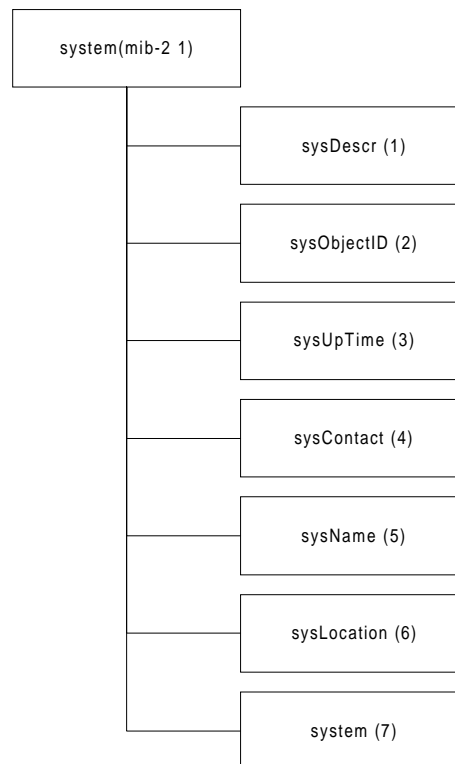 system(mib-2 1)
sysDescr (1)
sysObjectID (2)
sysUpTime (3)
sysContact (4)
sysName (5)
sysLocation (6)
system (7)